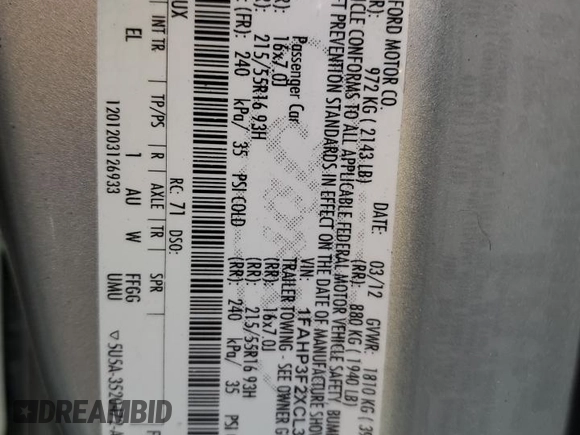 FORD MOTOR CO.
DATE: 03/12 GVWR: 1810 KG ( 39
972 KG ( 2143 LB) (RR): 880 KG ( 1940 LB)
CLE CONFORMS TO ALL APPLICABLE FEDERAL MOTOR VEHICLE SAFETY, BUM
T PREVENTION STANDARDS IN EFFECT ON THE DATE OF MANUFACTURE SHOW
VIN: 1FAHP3F2XCL3
Passenger Car TRAILER TOWING - SEE OWNER G
16x7.0J (RR): 16x7.0J
215/55R16 93H (RR): 215/55R16 93H
(FR): 240 kPa/ 35 PSI COLD (RR): 240 kPa/ 35 PSI
UX RC: 71 DSO:
INT TR TP/PS R AXLE TR SPR
EL 1 AU W FFGG
UMU
1201203126933
DREAMBID